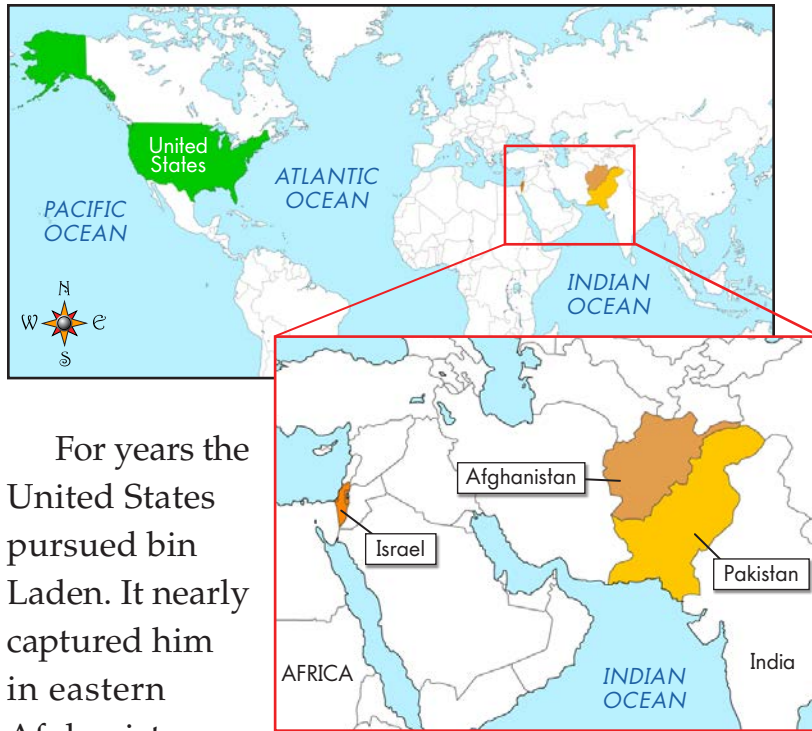 United
States
ATLANTIC
OCEAN
PACIFIC
OCEAN
INDIAN
OCEAN
N
W E
S
Afghanistan
Israel
Pakistan
AFRICA
INDIAN
OCEAN
India
For years the
United States
pursued bin
Laden. It nearly
captured him
in eastern